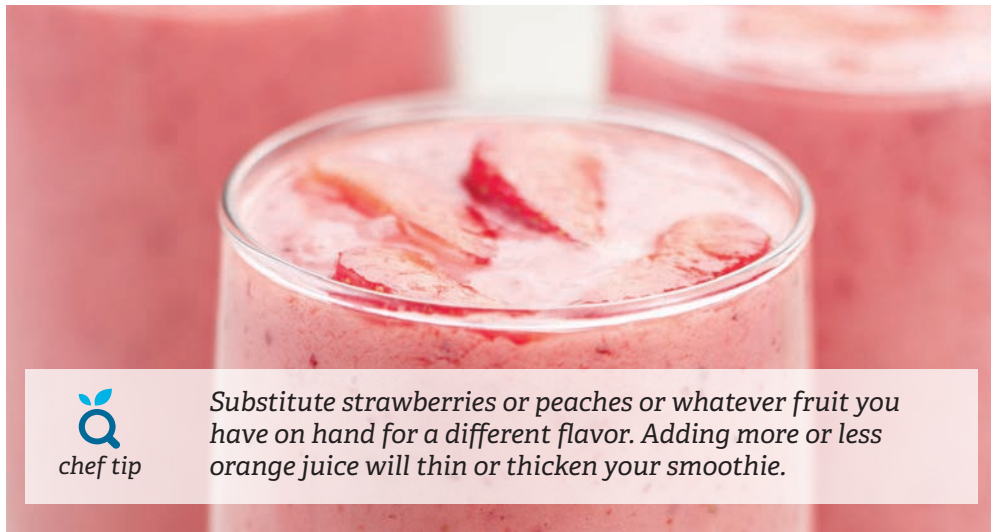 Substitute strawberries or peaches or whatever fruit you
have on hand for a different flavor. Adding more or less
orange juice will thin or thicken your smoothie.
chef tip